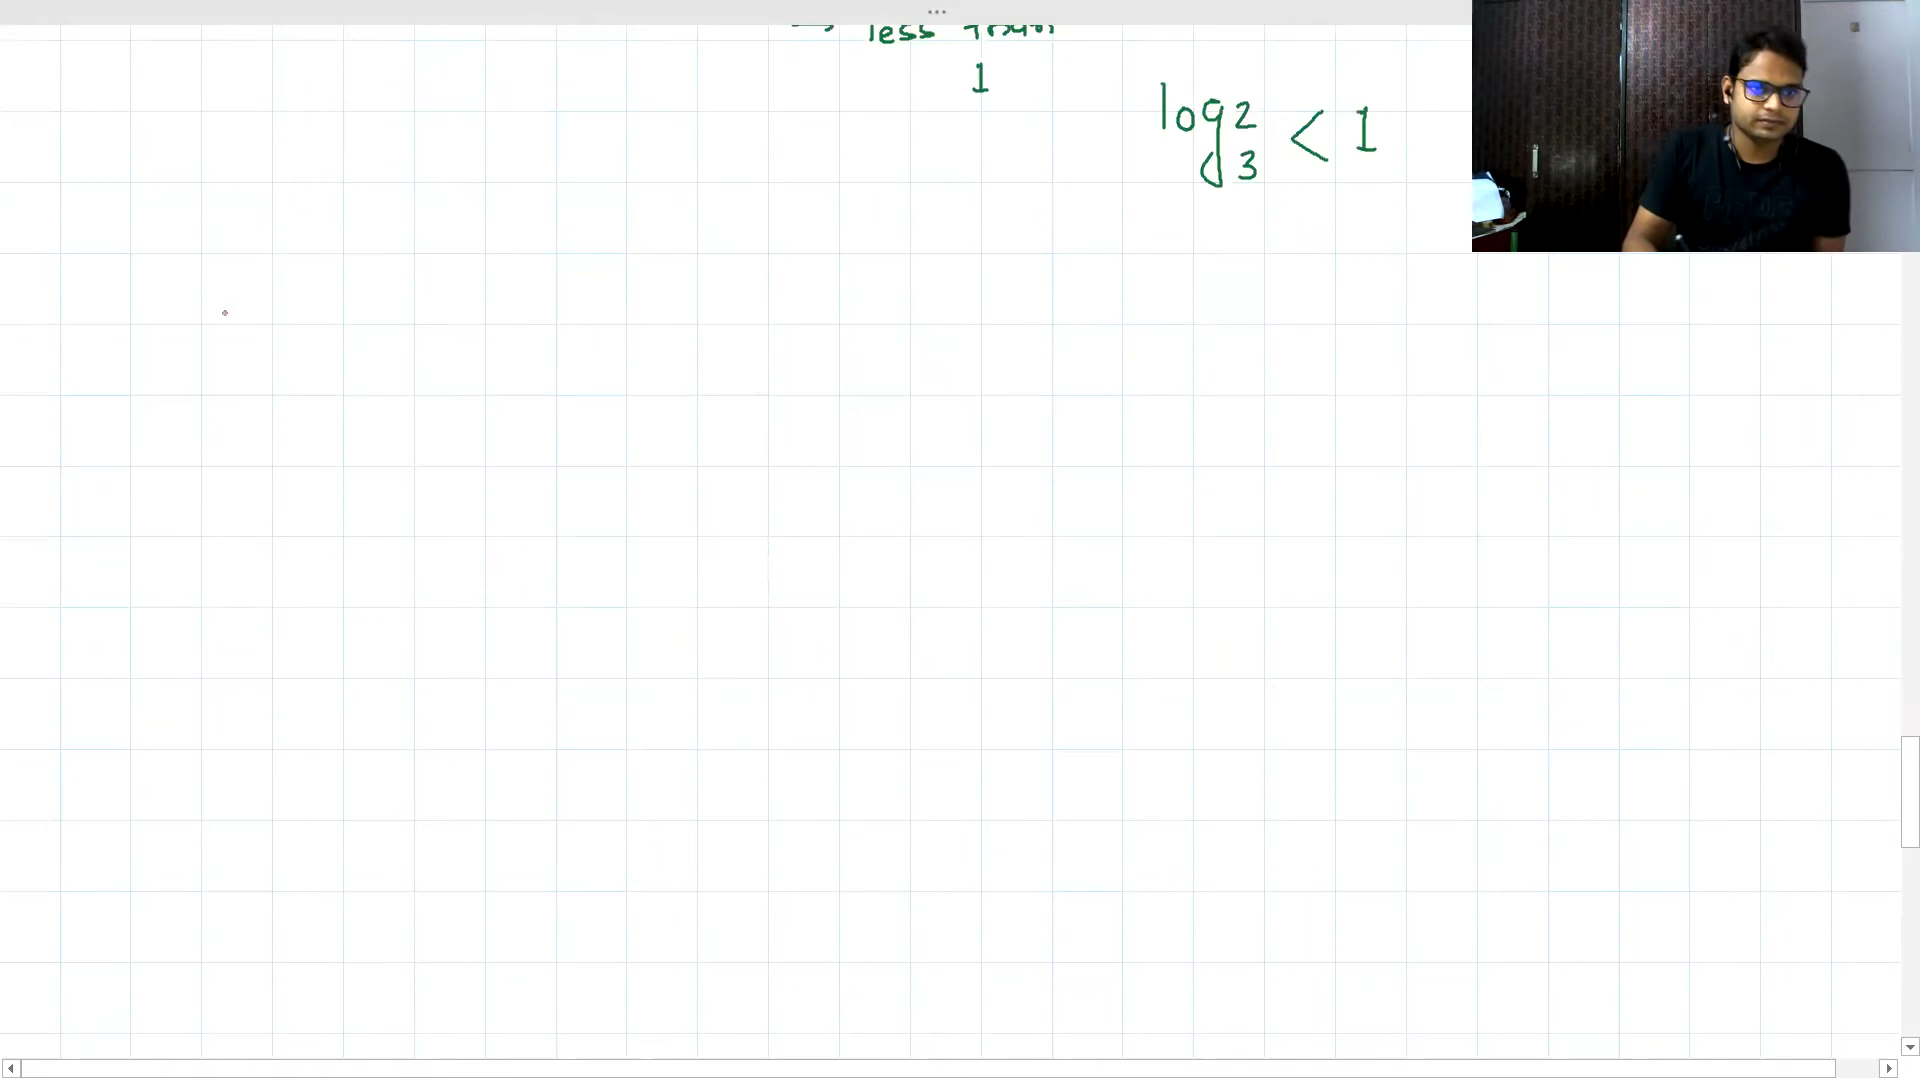 less than
1
log₃2 < 1